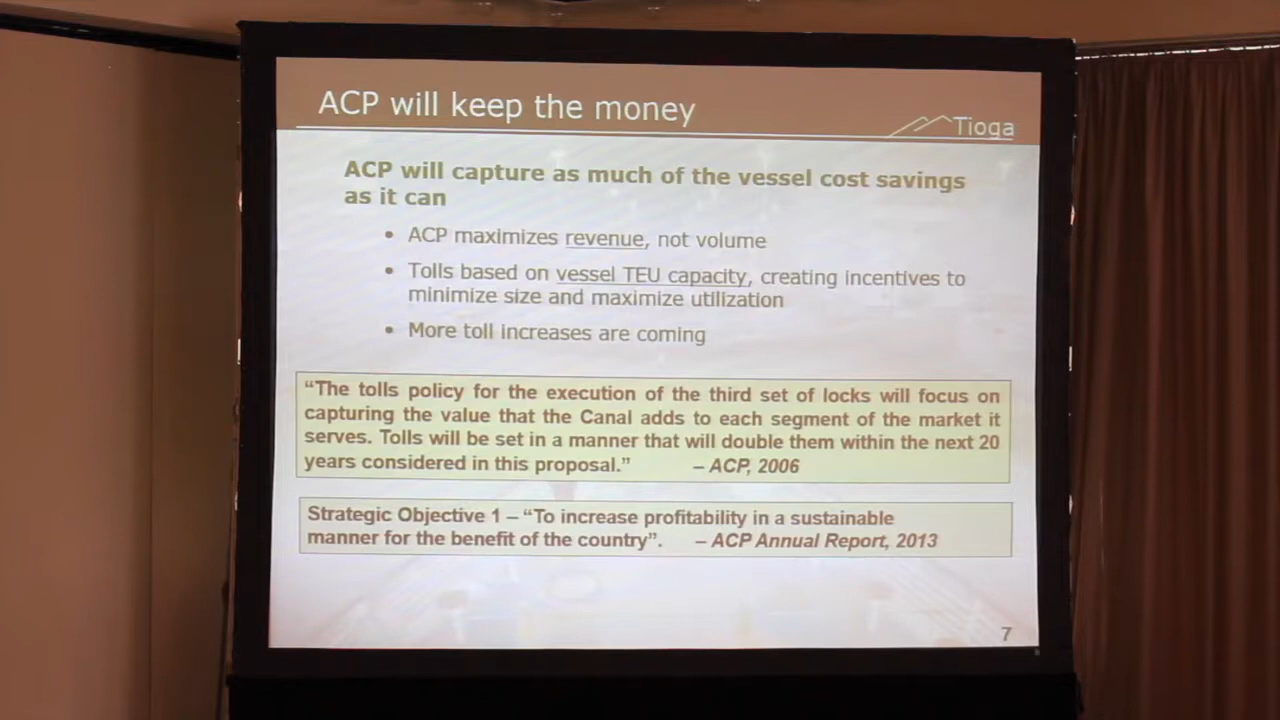 ACP will keep the money
Tioga
ACP will capture as much of the vessel cost savings
as it can
• ACP maximizes revenue, not volume
• Tolls based on vessel TEU capacity, creating incentives to
minimize size and maximize utilization
• More toll increases are coming
“The tolls policy for the execution of the third set of locks will focus on
capturing the value that the Canal adds to each segment of the market it
serves. Tolls will be set in a manner that will double them within the next 20
years considered in this proposal.” – ACP, 2006
Strategic Objective 1 – “To increase profitability in a sustainable
manner for the benefit of the country”. – ACP Annual Report, 2013
7